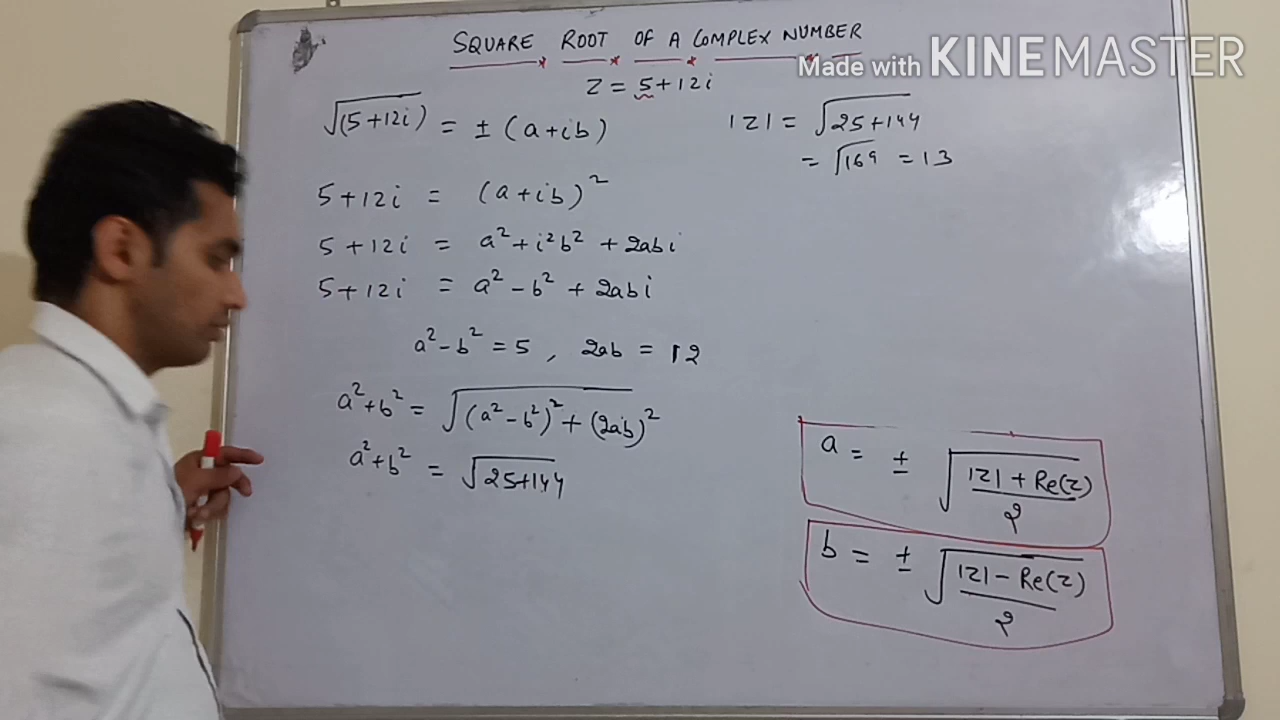 SQUARE ROOT OF A COMPLEX NUMBER
Made with KINEMASTER
Z = 5+12i
√(5+12i) = ± (a+ib)
|Z| = √25+144
= √169 = 13
5+12i = (a+ib)²
5+12i = a²+i²b² + 2abi
5+12i = a²-b² + 2abi
a²-b² = 5 , 2ab = 12
a²+b² = √(a²-b²)²+(2ab)²
a²+b² = √25+144
a = ± √|Z|+Re(Z)/2
b = ± √|Z|-Re(Z)/2